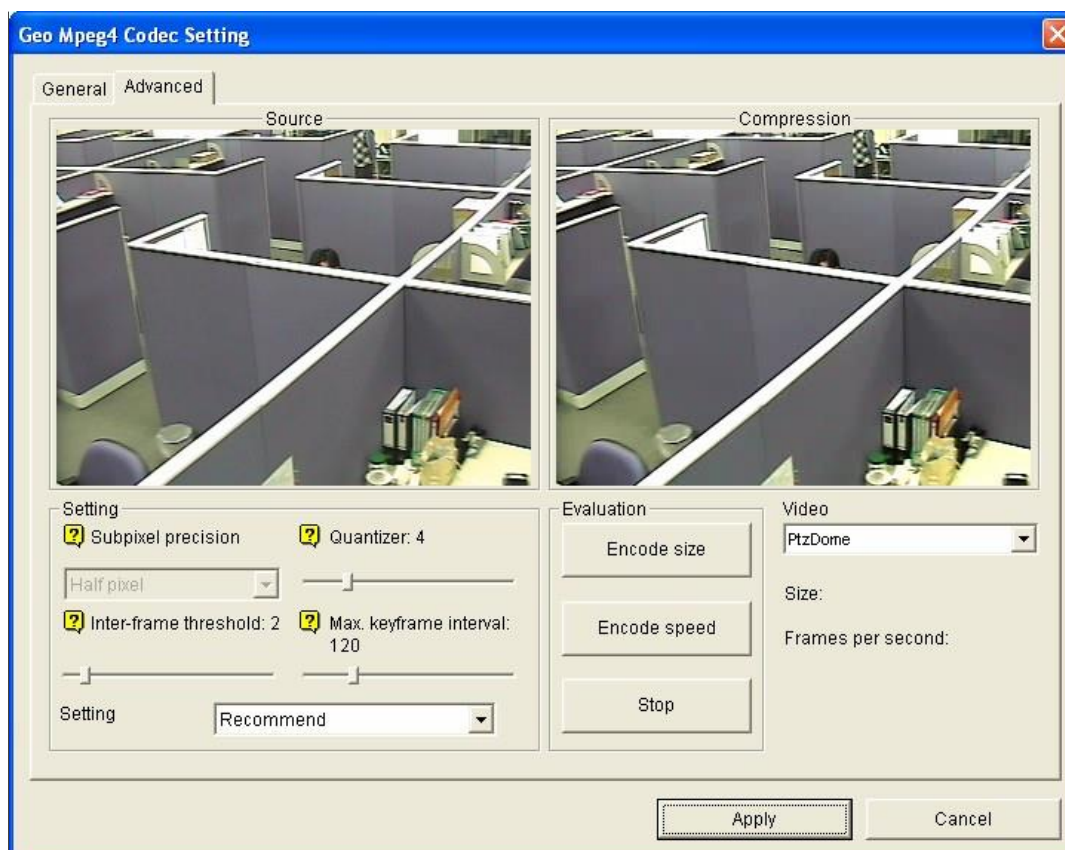 Geo Mpeg4 Codec Setting
General
Advanced
Source
Compression
Setting
Subpixel precision
Half pixel
Quantizer: 4
Inter-frame threshold: 2
Max. keyframe interval:
120
Setting
Recommend
Evaluation
Encode size
Encode speed
Stop
Video
PtzDome
Size:
Frames per second:
Apply
Cancel